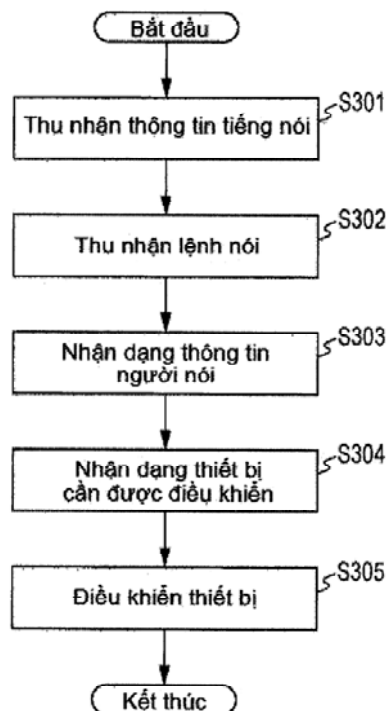 Bắt đầu
S301
Thu nhận thông tin tiếng nói
S302
Thu nhận lệnh nói
S303
Nhận dạng thông tin
người nói
S304
Nhận dạng thiết bị
cần được điều khiển
S305
Điều khiển thiết bị
Kết thúc